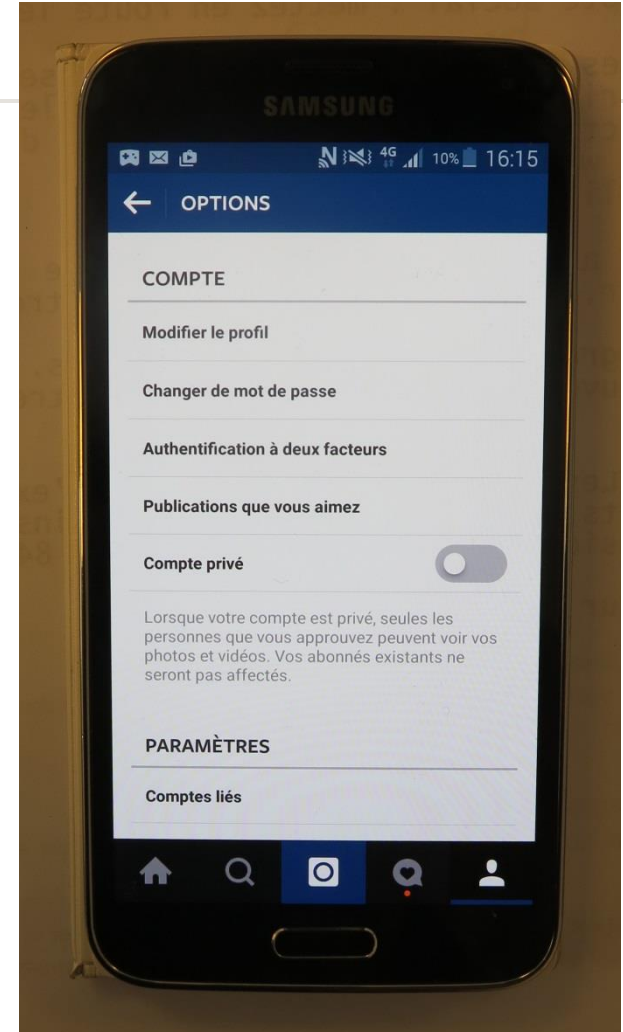 SAMSUNG
4G 10% 16:15
OPTIONS
COMPTE
Modifier le profil
Changer de mot de passe
Authentification à deux facteurs
Publications que vous aimez
Compte privé
Lorsque votre compte est privé, seules les
personnes que vous approuvez peuvent voir vos
photos et vidéos. Vos abonnés existants ne
seront pas affectés.
PARAMÈTRES
Comptes liés